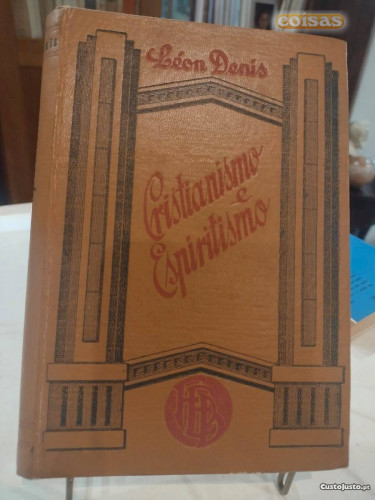 coisas
Léon Denis
Cristianismo
e
Espiritismo
CustoJusto.pt